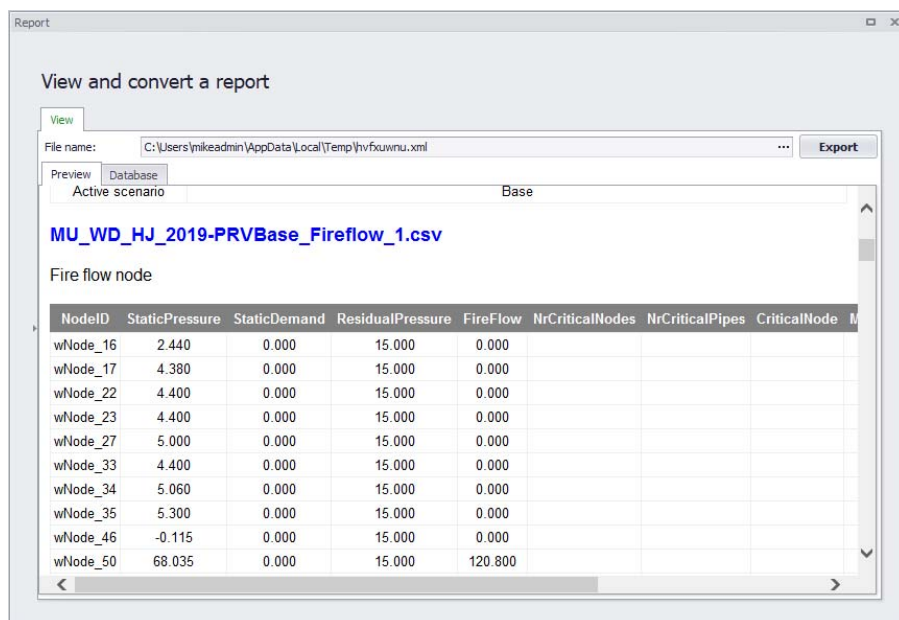 Report
View and convert a report
View
File name: C:\Users\mikeadmin\AppData\Local\Temp\hvfxuwnu.xml ... Export
Preview Database
Active scenario Base
MU_WD_HJ_2019-PRVBase_Fireflow_1.csv
Fire flow node
NodeID StaticPressure StaticDemand ResidualPressure FireFlow NrCriticalNodes NrCriticalPipes CriticalNode M
wNode_16 2.440 0.000 15.000 0.000
wNode_17 4.380 0.000 15.000 0.000
wNode_22 4.400 0.000 15.000 0.000
wNode_23 4.400 0.000 15.000 0.000
wNode_27 5.000 0.000 15.000 0.000
wNode_33 4.400 0.000 15.000 0.000
wNode_34 5.060 0.000 15.000 0.000
wNode_35 5.300 0.000 15.000 0.000
wNode_46 -0.115 0.000 15.000 0.000
wNode_50 68.035 0.000 15.000 120.800